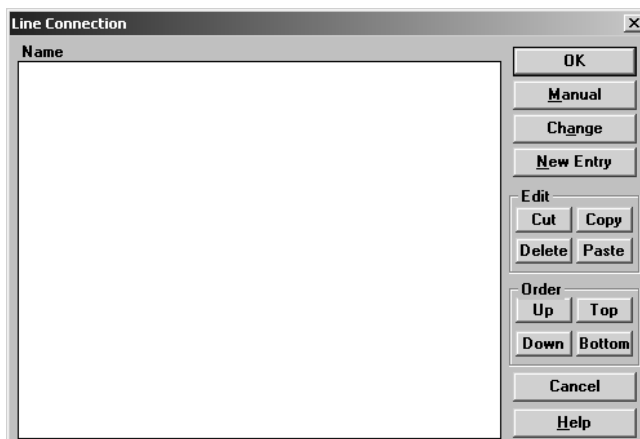 Line Connection
Name
OK
Manual
Change
New Entry
Edit
Cut Copy
Delete Paste
Order
Up Top
Down Bottom
Cancel
Help